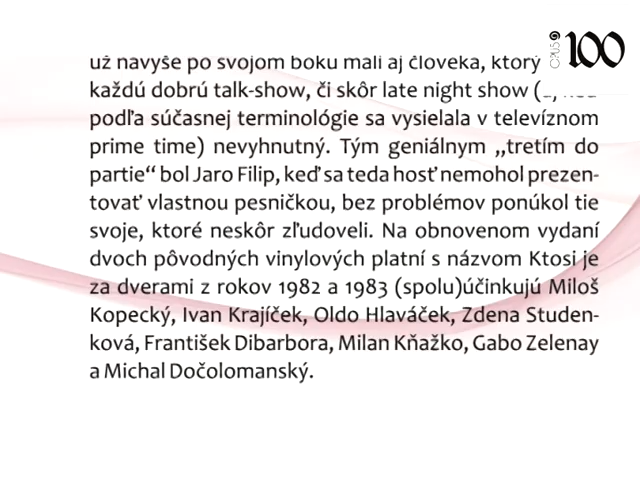 OPUS 100
už navyše po svojom boku mali aj človeka, ktorý
každú dobrú talk-show, či skôr late night show (
podľa súčasnej terminológie sa vysielala v televíznom
prime time) nevyhnutný. Tým geniálnym „tretím do
partie“ bol Jaro Filip, keď sa teda hosť nemohol prezen-
tovať vlastnou pesničkou, bez problémov ponúkol tie
svoje, ktoré neskôr zľudoveli. Na obnovenom vydaní
dvoch pôvodných vinylových platní s názvom Ktosi je
za dverami z rokov 1982 a 1983 (spolu)účinkujú Miloš
Kopecký, Ivan Krajíček, Oldo Hlaváček, Zdena Studen-
ková, František Dibarbora, Milan Kňažko, Gabo Zelenay
a Michal Dočolomanský.